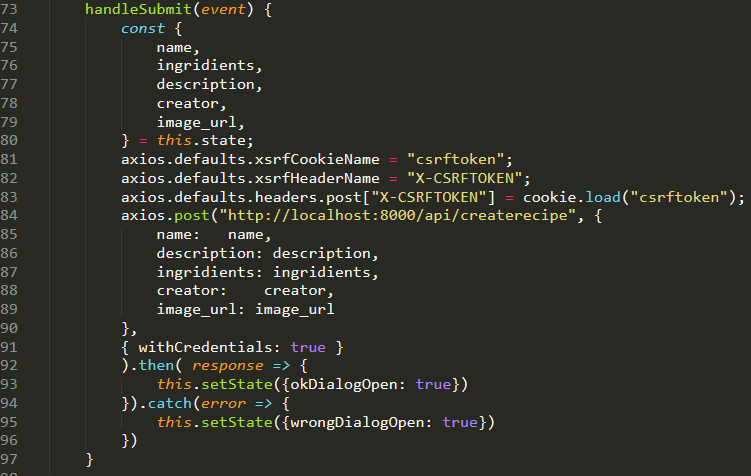 73 handleSubmit(event) {
74 const {
75 name,
76 ingridients,
77 description,
78 creator,
79 image_url,
80 } = this.state;
81 axios.defaults.xsrfCookieName = "csrftoken";
82 axios.defaults.xsrfHeaderName = "X-CSRFTOKEN";
83 axios.defaults.headers.post["X-CSRFTOKEN"] = cookie.load("csrftoken");
84 axios.post("http://localhost:8000/api/createrecipe", {
85 name: name,
86 description: description,
87 ingridients: ingridients,
88 creator: creator,
89 image_url: image_url
90 },
91 { withCredentials: true }
92 ).then( response => {
93 this.setState({okDialogOpen: true})
94 }).catch(error => {
95 this.setState({wrongDialogOpen: true})
96 })
97 }